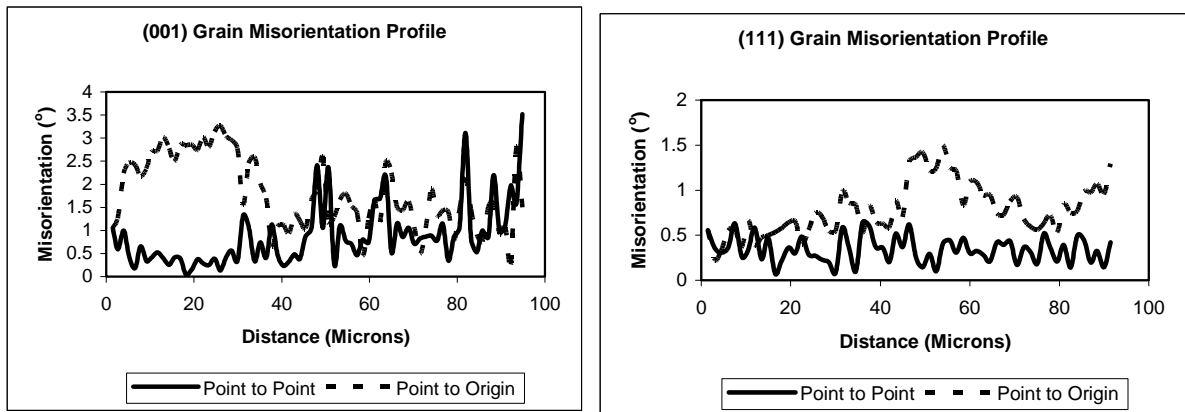 (001) Grain Misorientation Profile
Misorientation (°)
4
3.5
3
2.5
2
1.5
1
0.5
0
0 20 40 60 80 100
Distance (Microns)
Point to Point Point to Origin
(111) Grain Misorientation Profile
Misorientation (°)
2
1.5
1
0.5
0
0 20 40 60 80 100
Distance (Microns)
Point to Point Point to Origin